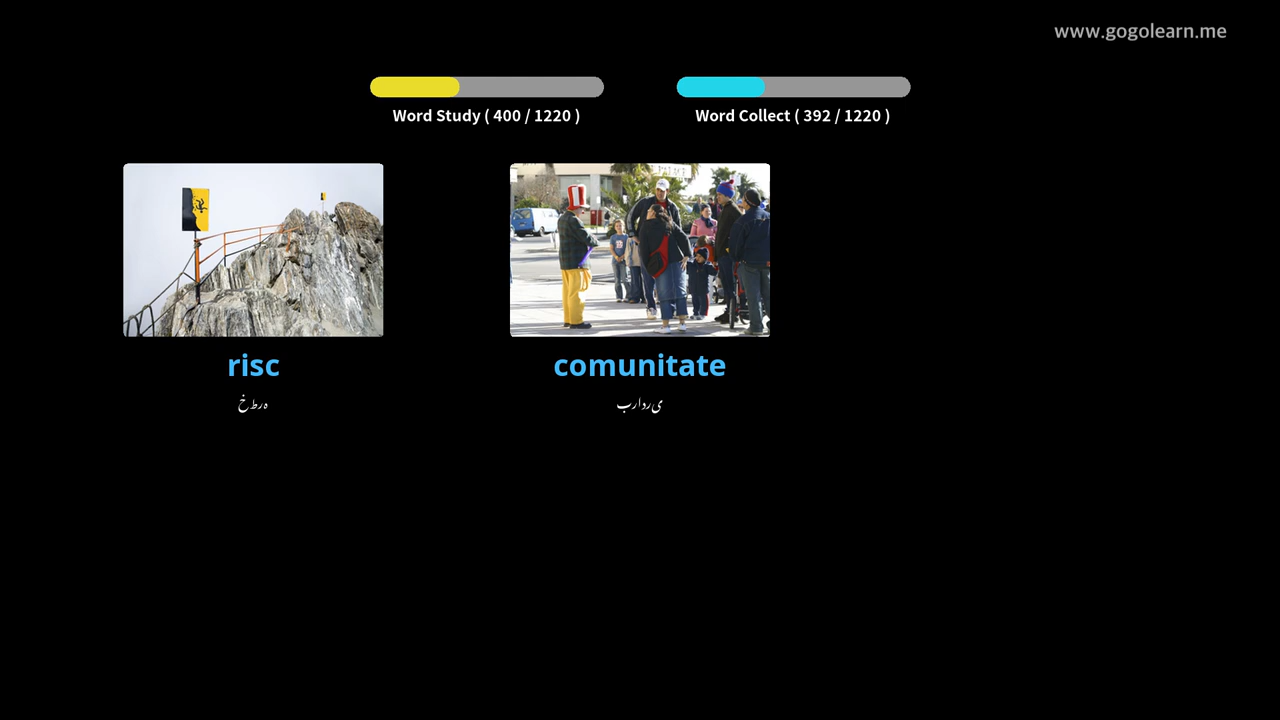 www.gogolearn.me
Word Study ( 400 / 1220 )
Word Collect ( 392 / 1220 )
risc
خطرہ
comunitate
برادری